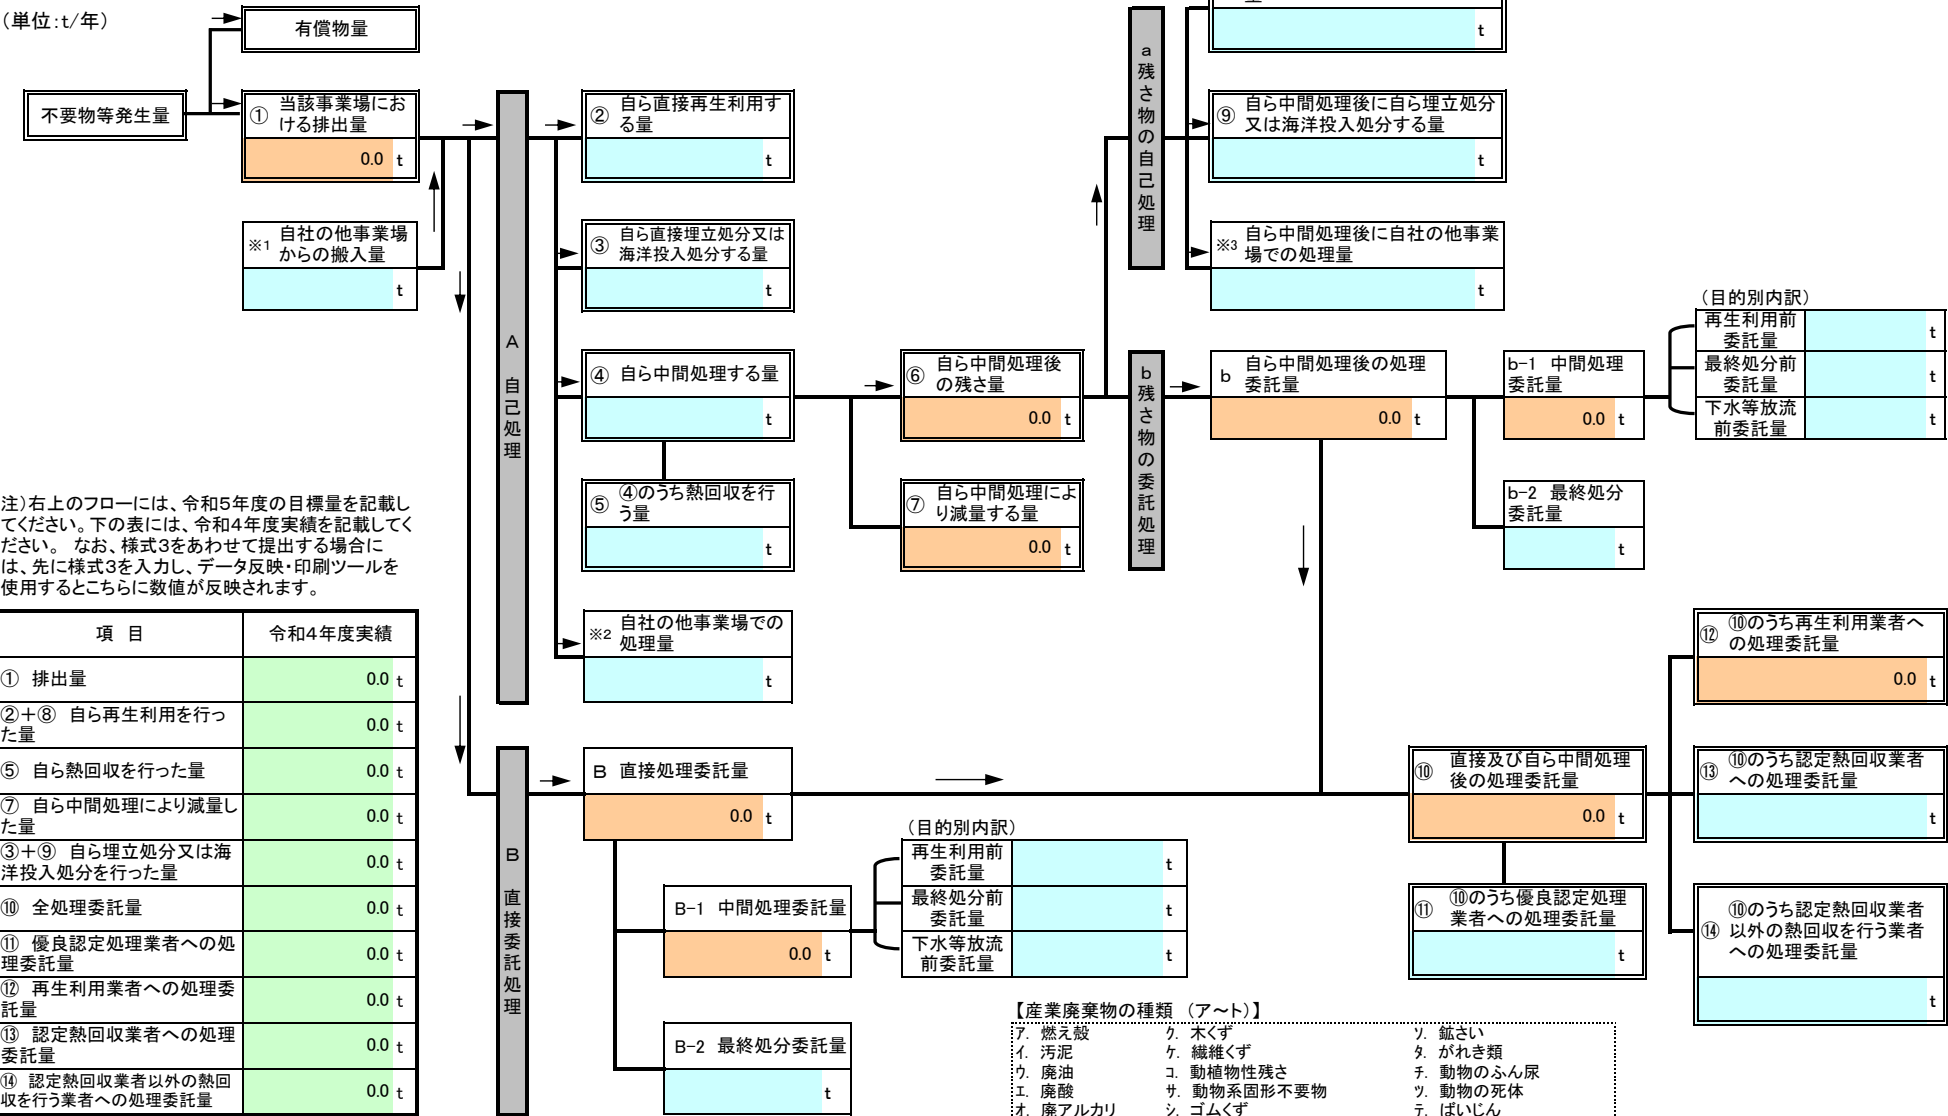 （単位：t/年）
有償物量
不要物等発生量
① 当該事業場にお
ける排出量
0.0 t
※1 自社の他事業場
からの搬入量
t
A 自己処理
② 自ら直接再生利用す
る量
t
③ 自ら直接埋立処分又は
海洋投入処分する量
t
④ 自ら中間処理する量
t
⑤ ④のうち熱回収を行
う量
t
※2 自社の他事業場での
処理量
t
⑥ 自ら中間処理後
の残さ量
0.0 t
⑦ 自ら中間処理によ
り減量する量
0.0 t
a 残さ物の自己処理
t
⑨ 自ら中間処理後に自ら埋立処分
又は海洋投入処分する量
t
※3 自ら中間処理後に自社の他事業
場での処理量
t
b 残さ物の委託処理
b 自ら中間処理後の処理
委託量
0.0 t
b-1 中間処理
委託量
0.0 t
（目的別内訳）
再生利用前
委託量 t
最終処分前
委託量 t
下水等放流
前委託量 t
b-2 最終処分
委託量
t
注）右上のフローには、令和５年度の目標量を記載し
てください。下の表には、令和４年度実績を記載してく
ださい。 なお、様式３をあわせて提出する場合に
は、先に様式３を入力し、データ反映・印刷ツールを
使用するとこちらに数値が反映されます。
項 目 令和４年度実績
① 排出量 0.0 t
②＋⑧ 自ら再生利用を行っ
た量 0.0 t
⑤ 自ら熱回収を行った量 0.0 t
⑦ 自ら中間処理により減量し
た量 0.0 t
③＋⑨ 自ら埋立処分又は海
洋投入処分を行った量 0.0 t
⑩ 全処理委託量 0.0 t
⑪ 優良認定処理業者への処
理委託量 0.0 t
⑫ 再生利用業者への処理委
託量 0.0 t
⑬ 認定熱回収業者への処理
委託量 0.0 t
⑭ 認定熱回収業者以外の熱回
収を行う業者への処理委託量 0.0 t
B 直接委託処理
B 直接処理委託量
0.0 t
B-1 中間処理委託量
0.0 t
（目的別内訳）
再生利用前
委託量 t
最終処分前
委託量 t
下水等放流
前委託量 t
B-2 最終処分委託量
t
⑩ 直接及び自ら中間処理
後の処理委託量
0.0 t
⑪ ⑩のうち優良認定処理
業者への処理委託量
t
⑫ ⑩のうち再生利用業者へ
の処理委託量
0.0 t
⑬ ⑩のうち認定熱回収業者
への処理委託量
t
⑭ ⑩のうち認定熱回収業者
以外の熱回収を行う業者
への処理委託量
t
【産業廃棄物の種類 （ア～ト）】
ア. 燃え殻 ク. 木くず ソ. 鉱さい
イ. 汚泥 ケ. 繊維くず タ. がれき類
ウ. 廃油 コ. 動植物性残さ チ. 動物のふん尿
エ. 廃酸 サ. 動物系固形不要物 ツ. 動物の死体
オ. 廃アルカリ シ. ゴムくず テ. ばいじん